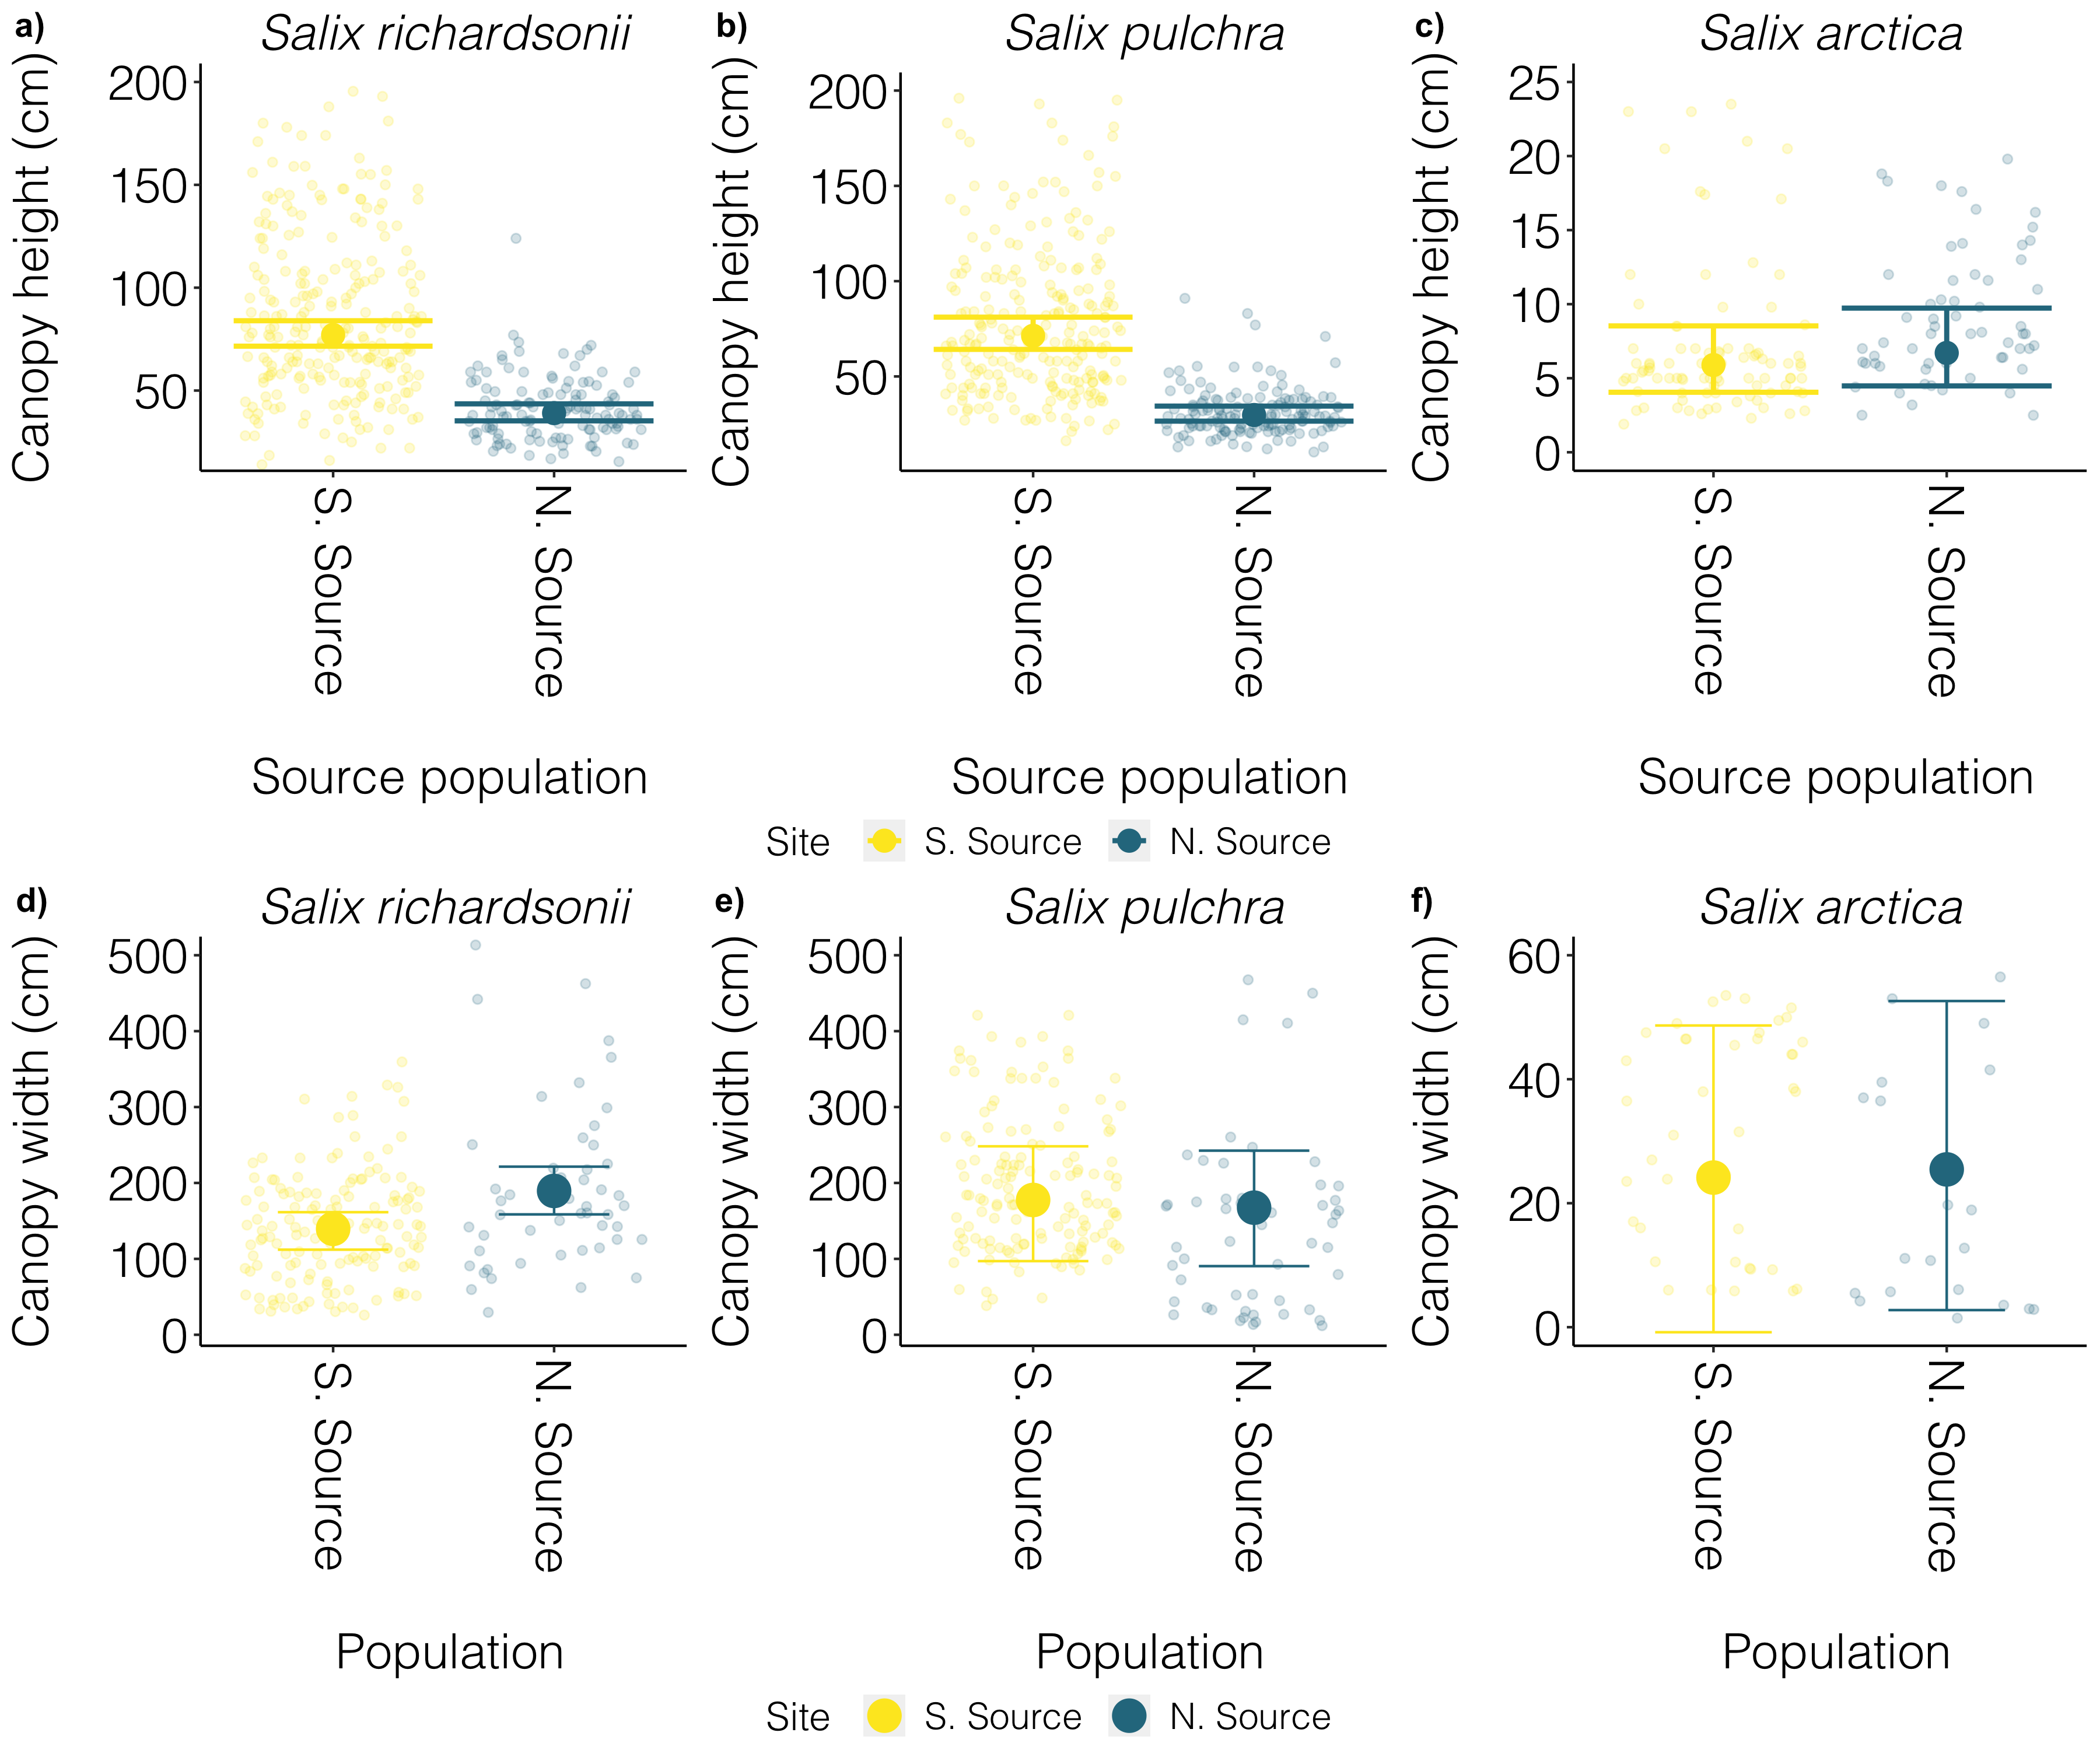 a)
Salix richardsonii
Canopy height (cm)
200
150
100
50
S. Source
N. Source
Source population
b)
Salix pulchra
Canopy height (cm)
200
150
100
50
S. Source
N. Source
Source population
c)
Salix arctica
Canopy height (cm)
25
20
15
10
5
0
S. Source
N. Source
Source population
Site S. Source N. Source
d)
Salix richardsonii
Canopy width (cm)
500
400
300
200
100
0
S. Source
N. Source
Population
e)
Salix pulchra
Canopy width (cm)
500
400
300
200
100
0
S. Source
N. Source
Population
f)
Salix arctica
Canopy width (cm)
60
40
20
0
S. Source
N. Source
Population
Site S. Source N. Source